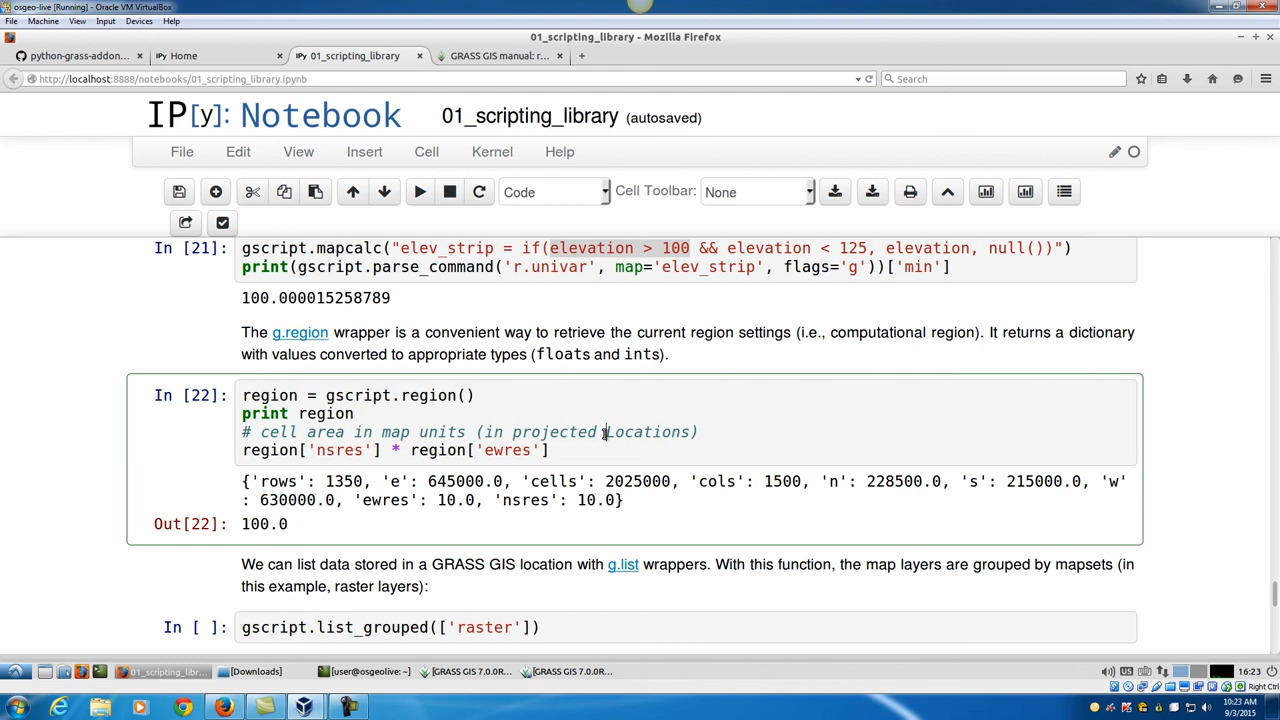 osgeo-live [Running] - Oracle VM VirtualBox
File Machine View Input Devices Help
01_scripting_library - Mozilla Firefox
python-grass-addon... × IPy Home × IPy 01_scripting_library × GRASS GIS manual: r... × +
http://localhost:8888/notebooks/01_scripting_library.ipynb Search
IP[y]: Notebook 01_scripting_library (autosaved)
File Edit View Insert Cell Kernel Help
Code Cell Toolbar: None
In [21]: gscript.mapcalc("elev_strip = if(elevation > 100 && elevation < 125, elevation, null())")
print(gscript.parse_command('r.univar', map='elev_strip', flags='g'))['min']
100.000015258789
The g.region wrapper is a convenient way to retrieve the current region settings (i.e., computational region). It returns a dictionary
with values converted to appropriate types (floats and ints).
In [22]: region = gscript.region()
print region
# cell area in map units (in projected Locations)
region['nsres'] * region['ewres']
{'rows': 1350, 'e': 645000.0, 'cells': 2025000, 'cols': 1500, 'n': 228500.0, 's': 215000.0, 'w'
: 630000.0, 'ewres': 10.0, 'nsres': 10.0}
Out[22]: 100.0
We can list data stored in a GRASS GIS location with g.list wrappers. With this function, the map layers are grouped by mapsets (in
this example, raster layers):
In [ ]: gscript.list_grouped(['raster'])
01_scripting_libr... [Downloads] [user@osgeolive: ~] [GRASS GIS 7.0.0R... [GRASS GIS 7.0.0R... US 16:23
Right Ctrl
10:23 AM
9/3/2015